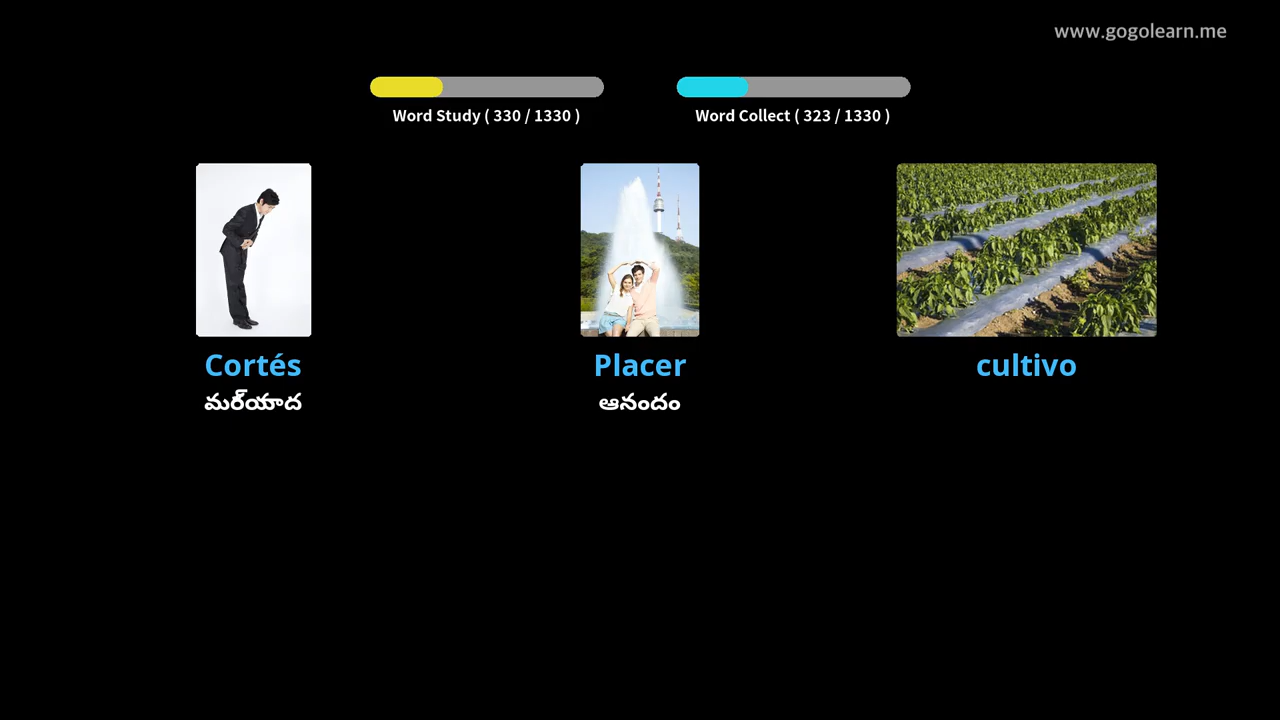 www.gogolearn.me
Word Study ( 330 / 1330 )
Word Collect ( 323 / 1330 )
Cortés
Placer
cultivo
మర్‌యాద
ఆనందం